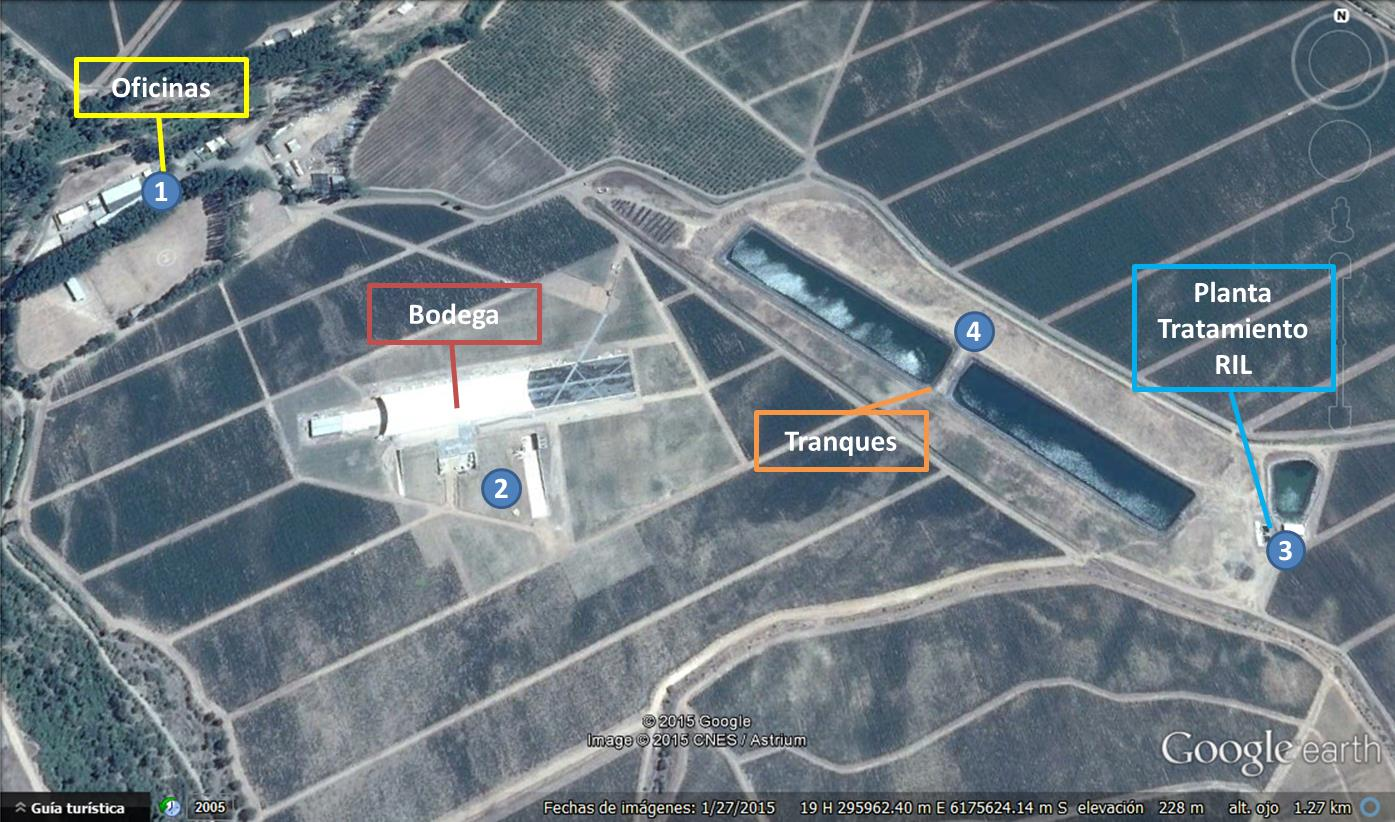 N
Oficinas
1
Bodega
Planta
Tratamiento
RIL
4
Tranques
2
3
© 2015 Google
Image © 2015 CNES / Astrium
Google earth
Guía turística
2005
Fechas de imágenes: 1/27/2015 19 H 295962.40 m E 6175624.14 m S elevación 228 m alt. ojo 1.27 km